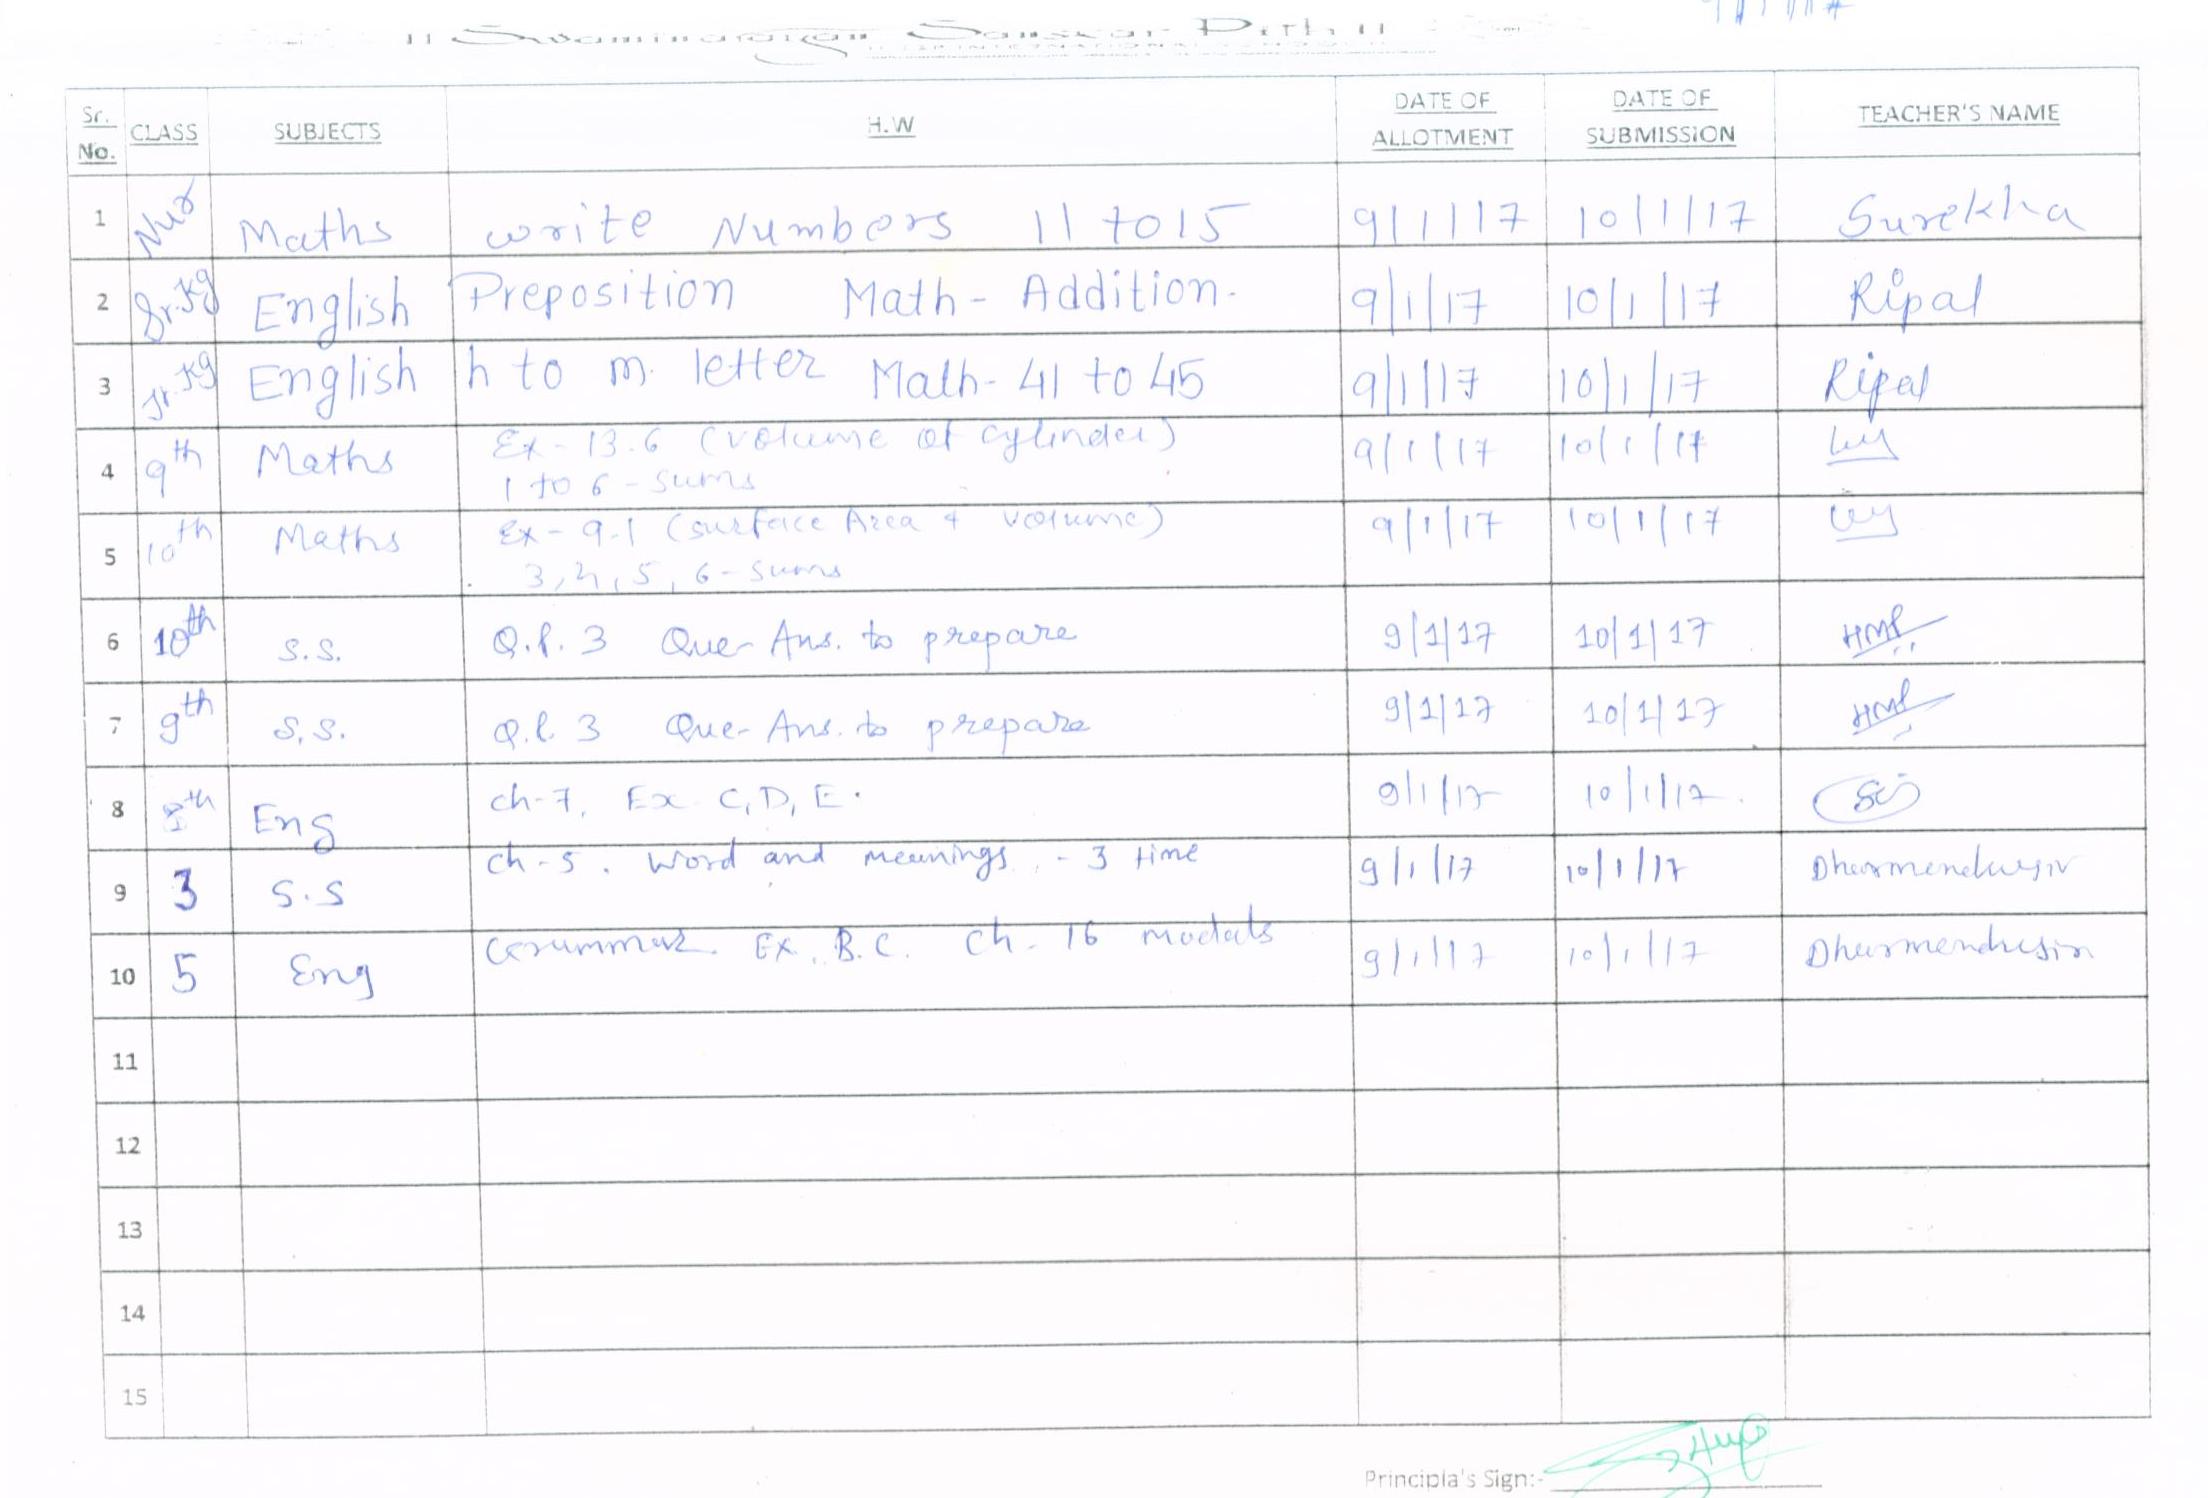 9/1/17
|| Swaminarayan Sanskar Pith ||
INTERNATIONAL SCHOOL
Sr. No. CLASS SUBJECTS H.W DATE OF ALLOTMENT DATE OF SUBMISSION TEACHER'S NAME
1 Nur Maths write Numbers 11 to 15 9/1/17 10/1/17 Surekha
2 Sr.Kg English Preposition Math - Addition. 9/1/17 10/1/17 Ripal
3 Jr.Kg English h to m letter Math - 41 to 45 9/1/17 10/1/17 Ripal
4 9th Maths Ex - 13.6 (volume of cylinder) 9/1/17 10/1/17
1 to 6 - sums
5 10th Maths Ex - 9.1 (surface Area & volume) 9/1/17 10/1/17
3, 4, 5, 6 - sums
6 10th S.S. Q.P. 3 Que-Ans. to prepare 9/1/17 10/1/17 HMP
7 9th S.S. Q.P. 3 Que-Ans. to prepare 9/1/17 10/1/17 HMP
8 8th Eng ch-7, Ex C, D, E. 9/1/17 10/1/17.
9 3 S.S ch-5. word and meanings - 3 time 9/1/17 10/1/17 Dharmendrasir
10 5 Eng Grammar. Ex. B.C. Ch-16 modals 9/1/17 10/1/17 Dharmendrasir
11
12
13
14
15
Principla's Sign:-